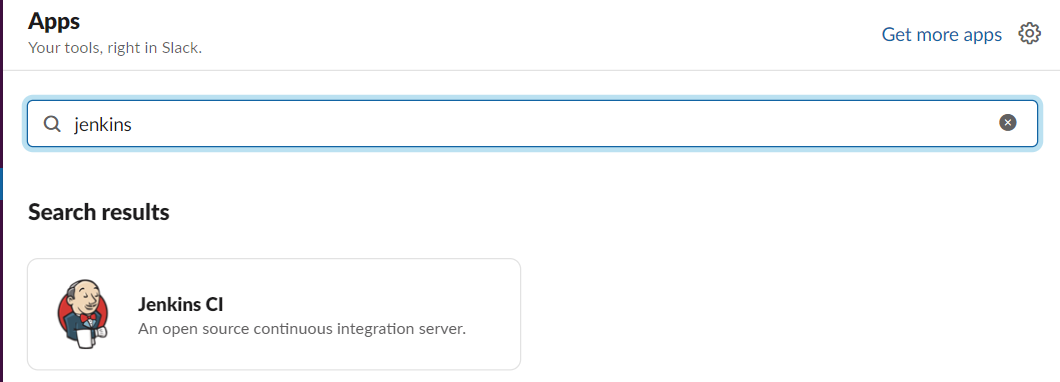 Apps
Your tools, right in Slack.
Get more apps
jenkins
Search results
Jenkins CI
An open source continuous integration server.